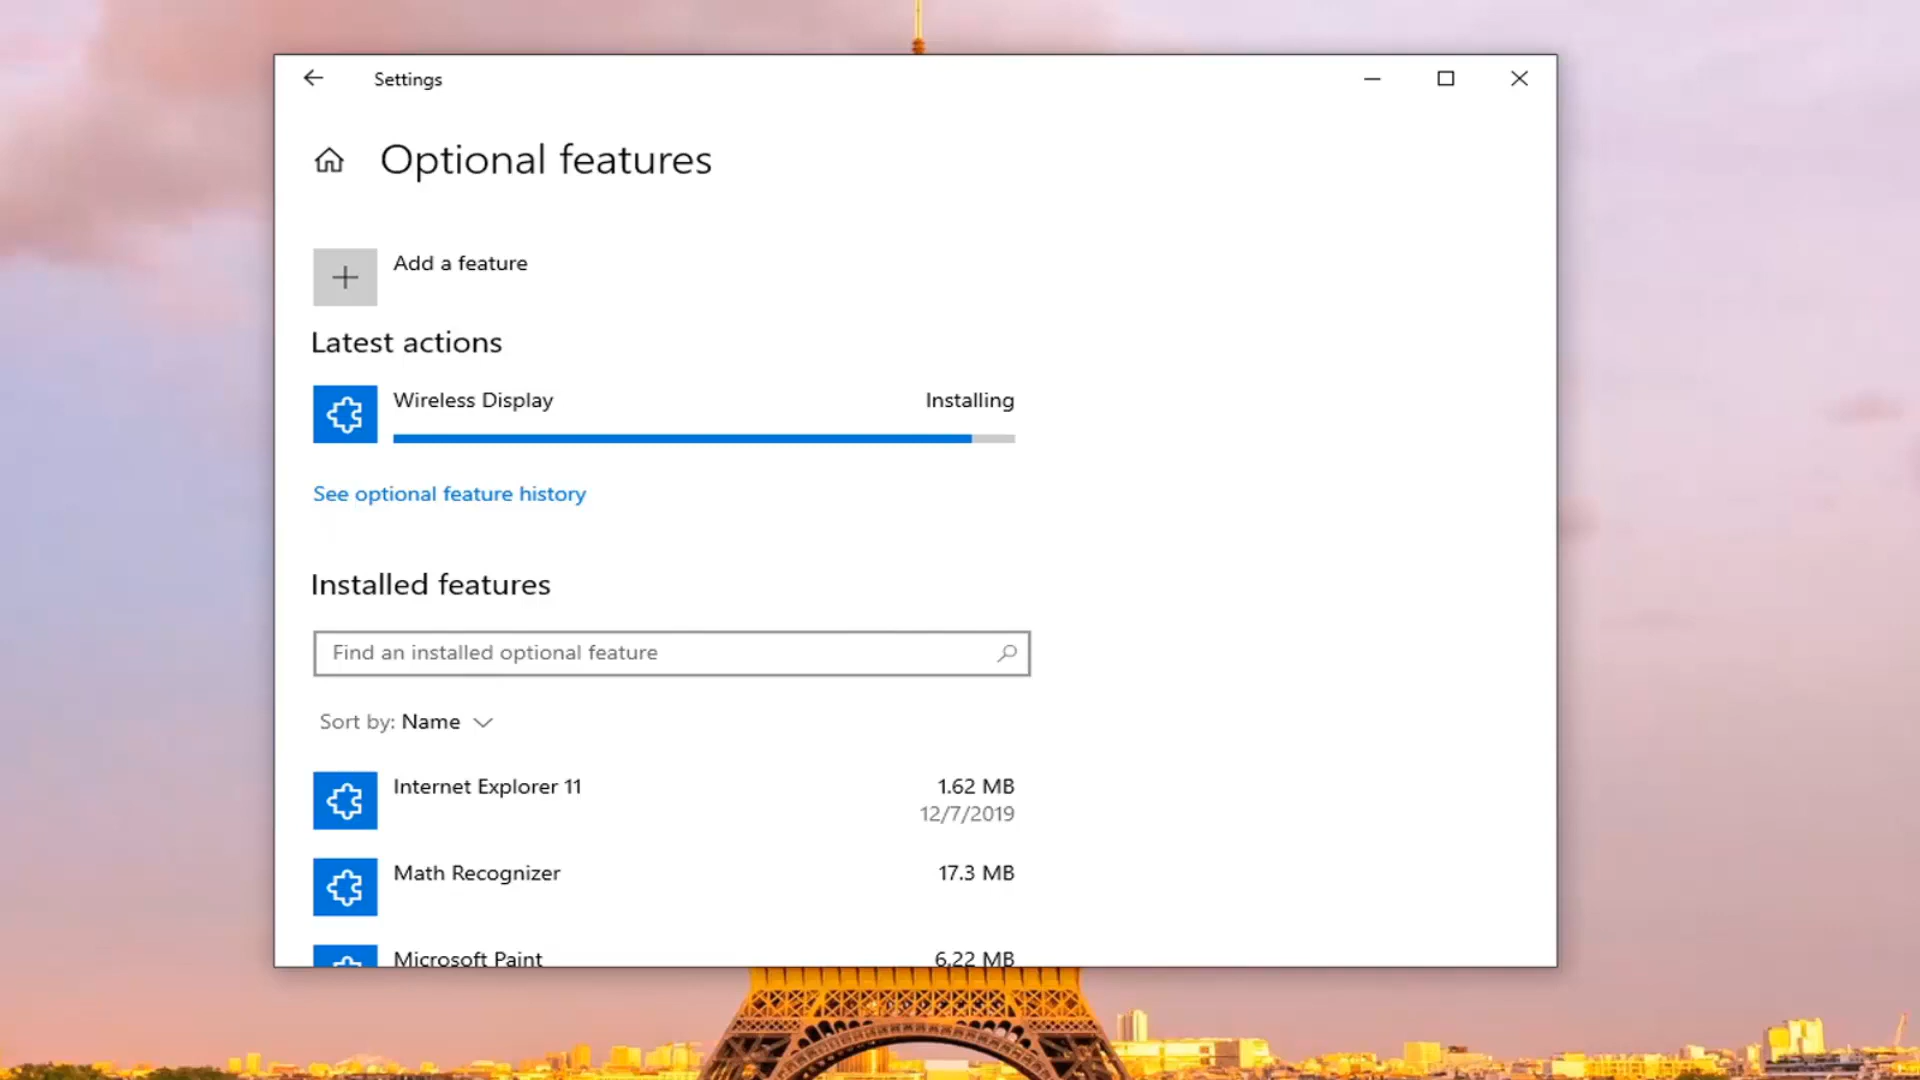 Settings
Optional features
Add a feature
Latest actions
Wireless Display Installing
See optional feature history
Installed features
Find an installed optional feature
Sort by: Name
Internet Explorer 11 1.62 MB
12/7/2019
Math Recognizer 17.3 MB
Microsoft Paint 6.22 MB